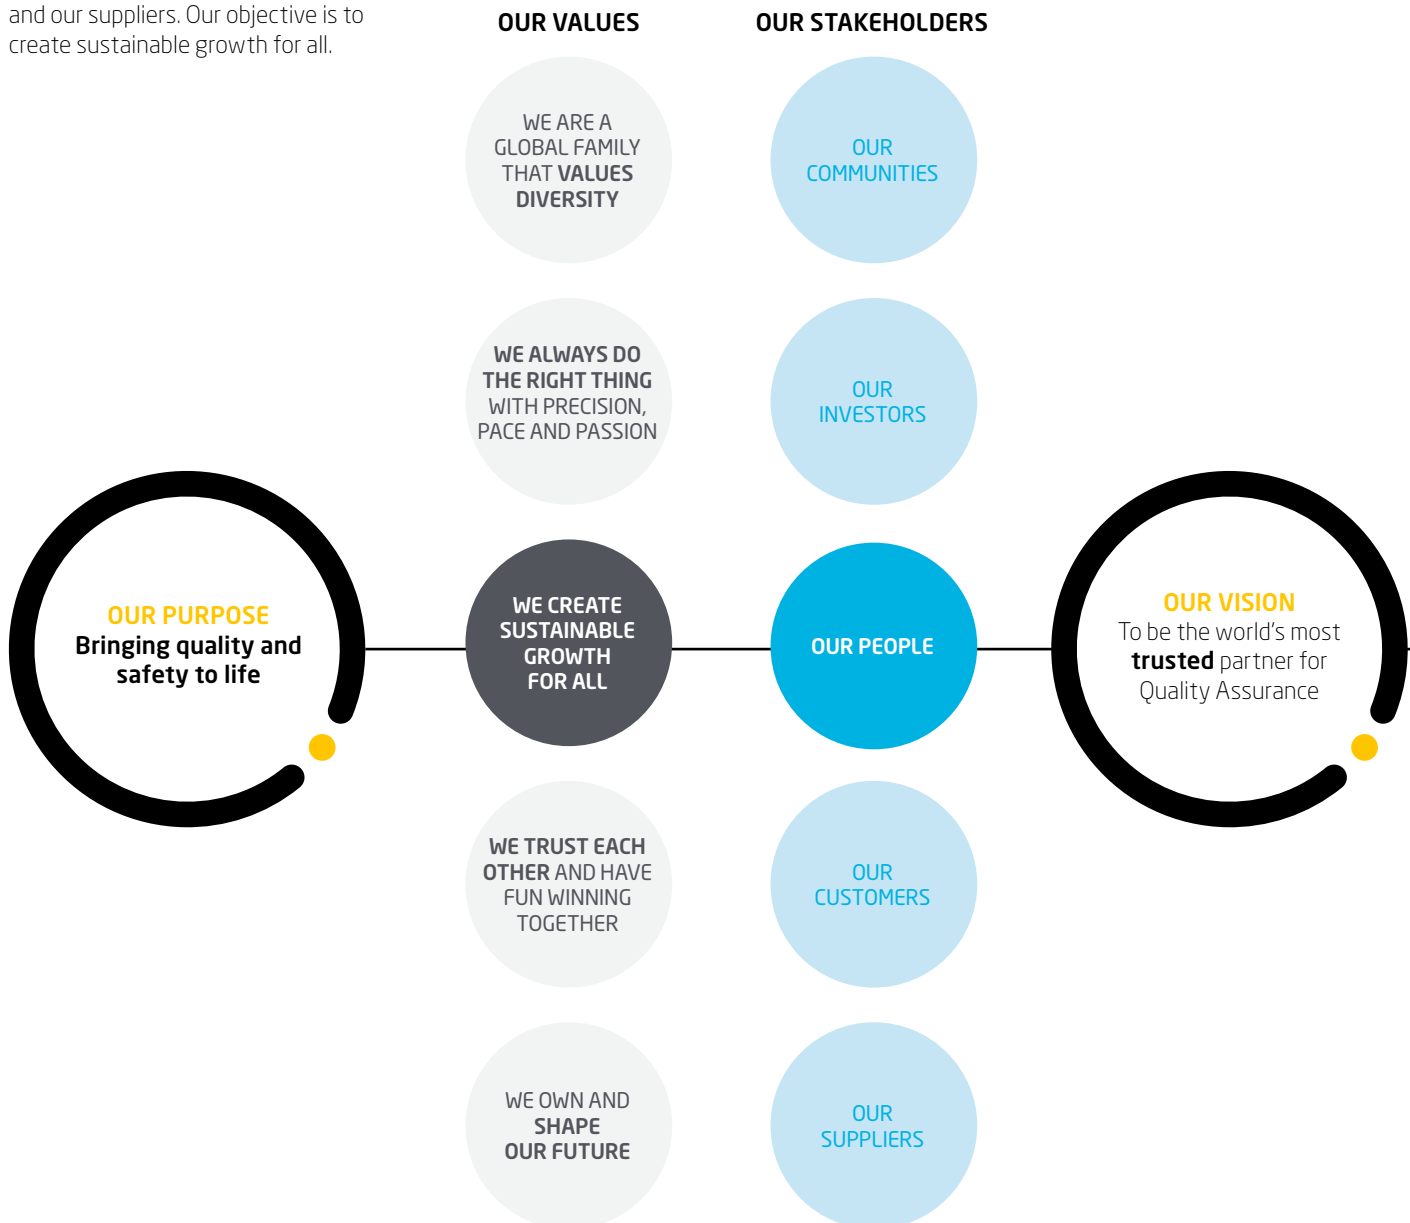 and our suppliers. Our objective is to
create sustainable growth for all.
OUR VALUES
WE ARE A
GLOBAL FAMILY
THAT VALUES
DIVERSITY
WE ALWAYS DO
THE RIGHT THING
WITH PRECISION,
PACE AND PASSION
WE CREATE
SUSTAINABLE
GROWTH
FOR ALL
WE TRUST EACH
OTHER AND HAVE
FUN WINNING
TOGETHER
WE OWN AND
SHAPE
OUR FUTURE
OUR STAKEHOLDERS
OUR
COMMUNITIES
OUR
INVESTORS
OUR PEOPLE
OUR
CUSTOMERS
OUR
SUPPLIERS
OUR PURPOSE
Bringing quality and
safety to life
OUR VISION
To be the world's most
trusted partner for
Quality Assurance